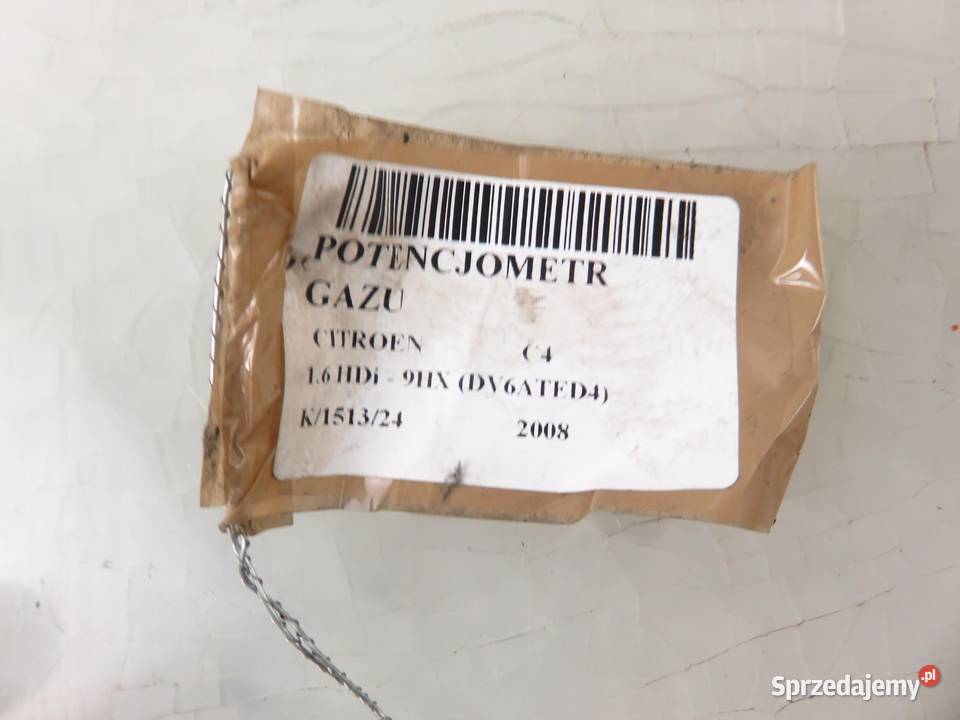 POTENCJOMETR
GAZU
CITROEN C4
1.6 HDi - 9HX (DV6ATED4)
K/1513/24 2008
Sprzedajemy.pl